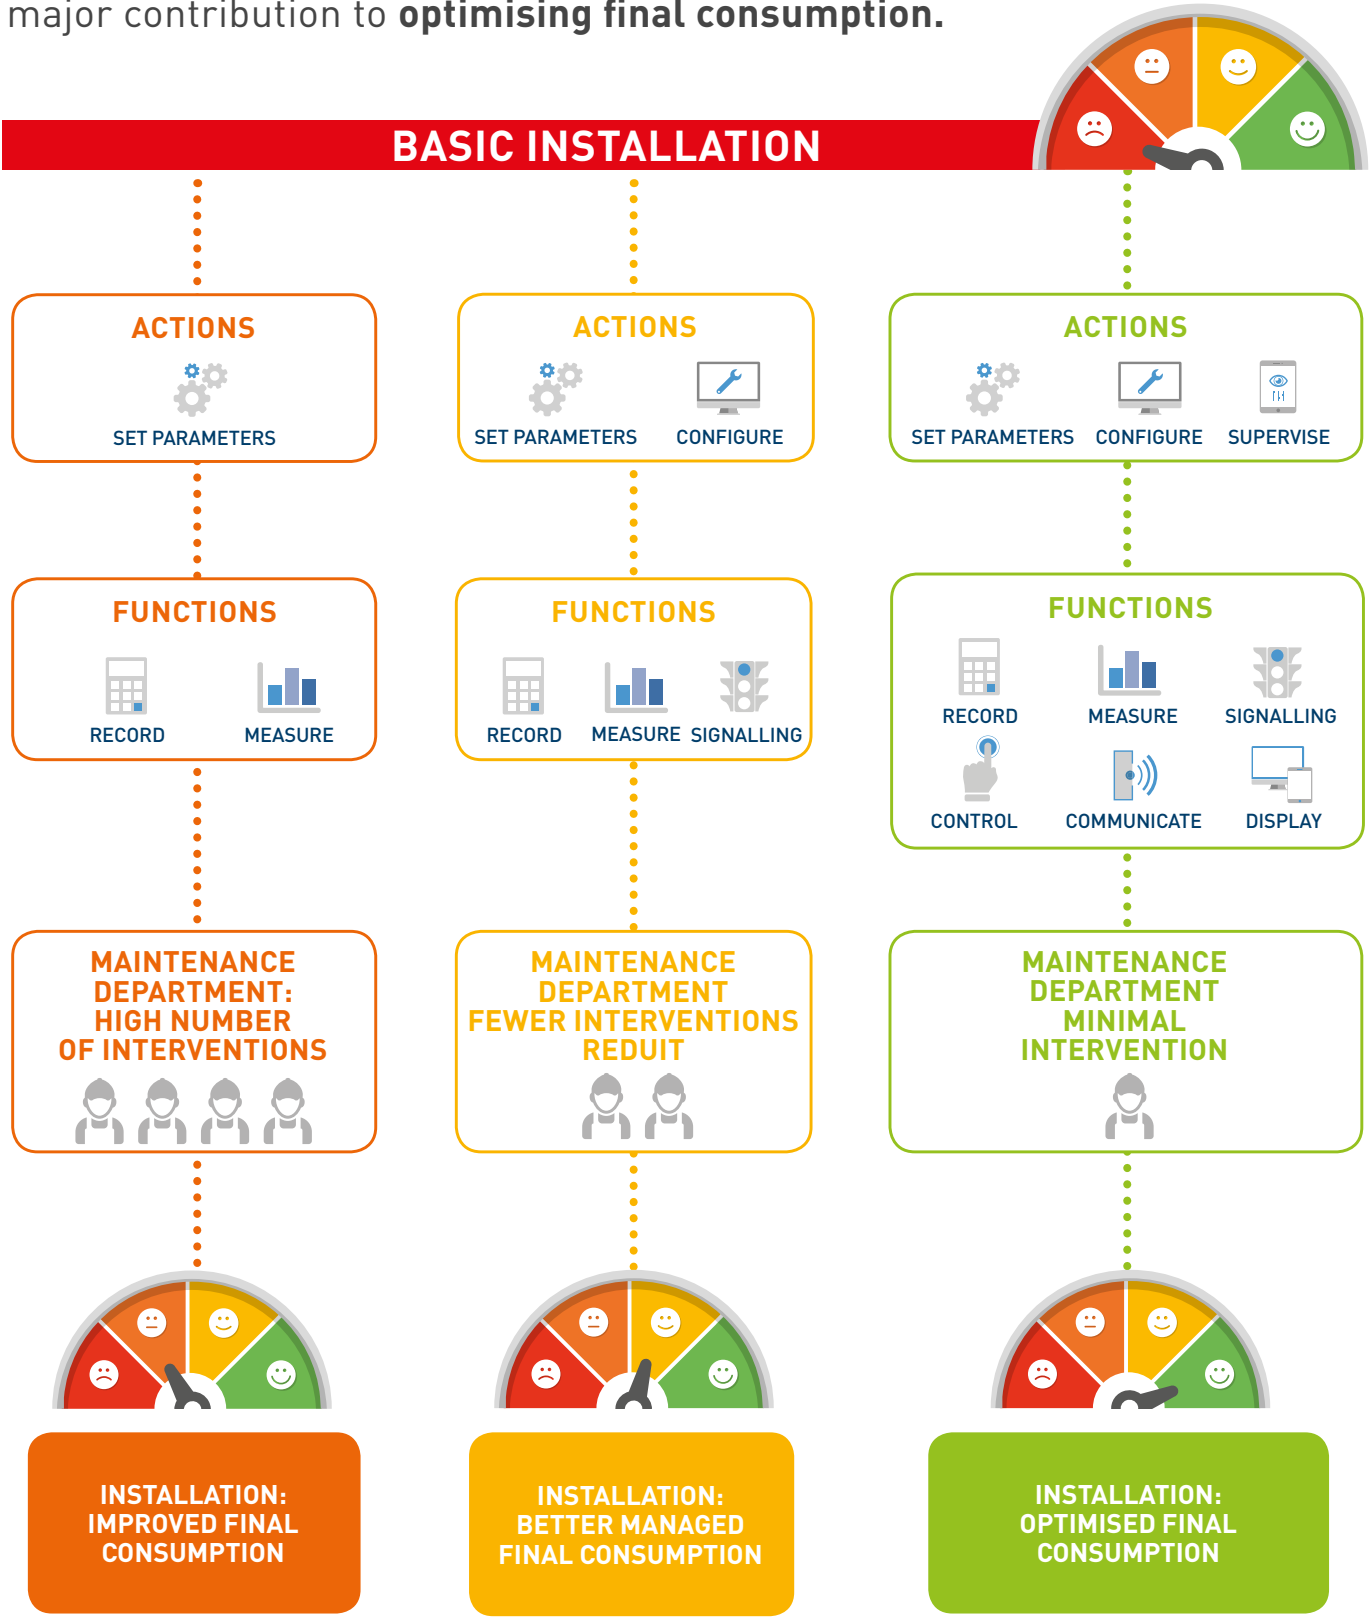 major contribution to optimising final consumption.
BASIC INSTALLATION
ACTIONS
SET PARAMETERS
FUNCTIONS
RECORD
MEASURE
MAINTENANCE
DEPARTMENT:
HIGH NUMBER
OF INTERVENTIONS
INSTALLATION:
IMPROVED FINAL
CONSUMPTION
ACTIONS
SET PARAMETERS
CONFIGURE
FUNCTIONS
RECORD
MEASURE
SIGNALLING
MAINTENANCE
DEPARTMENT
FEWER INTERVENTIONS
REDUIT
INSTALLATION:
BETTER MANAGED
FINAL CONSUMPTION
ACTIONS
SET PARAMETERS
CONFIGURE
SUPERVISE
FUNCTIONS
RECORD
MEASURE
SIGNALLING
CONTROL
COMMUNICATE
DISPLAY
MAINTENANCE
DEPARTMENT
MINIMAL
INTERVENTION
INSTALLATION:
OPTIMISED FINAL
CONSUMPTION